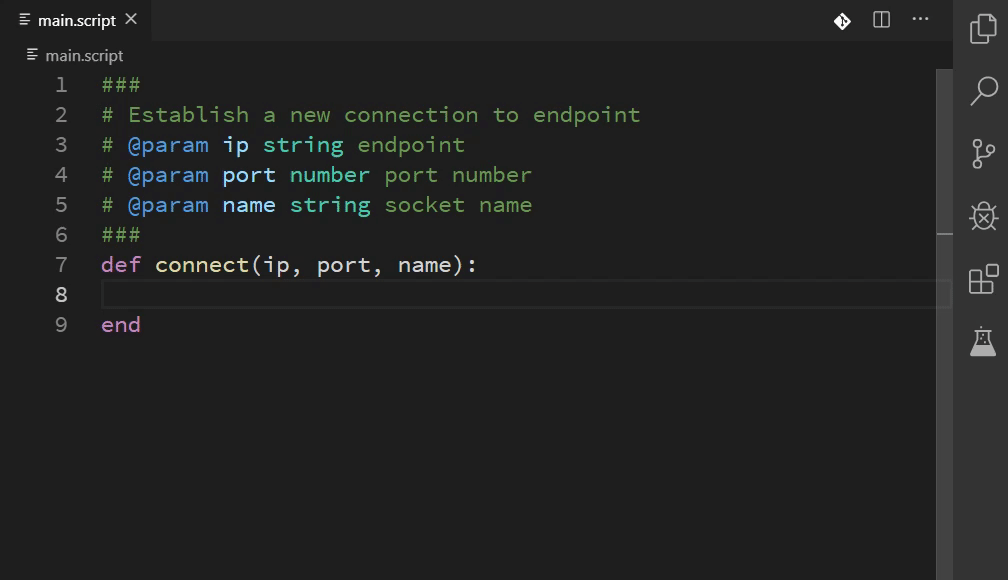 main.script
main.script
1 ###
2 # Establish a new connection to endpoint
3 # @param ip string endpoint
4 # @param port number port number
5 # @param name string socket name
6 ###
7 def connect(ip, port, name):
8
9 end